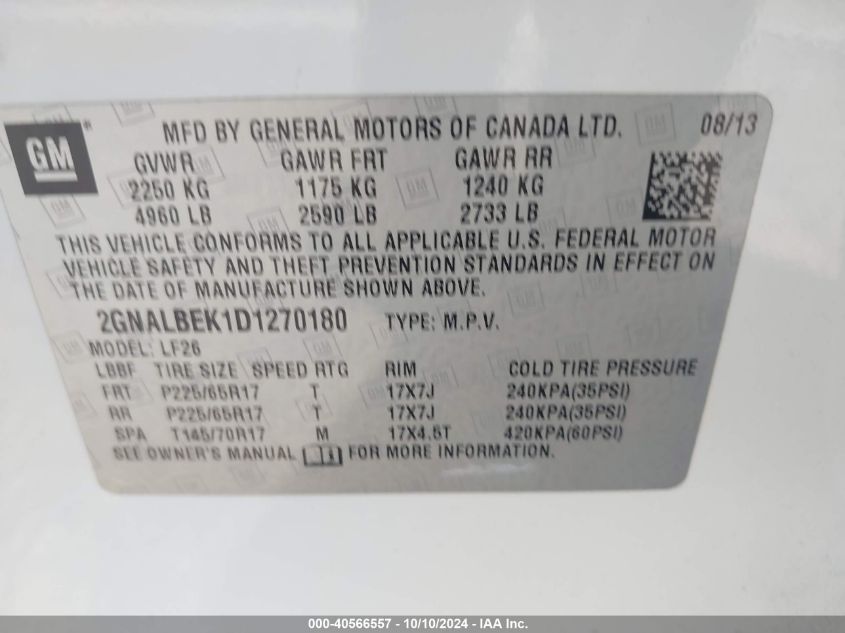 GM
MFD BY GENERAL MOTORS OF CANADA LTD. 08/13
GVWR GAWR FRT GAWR RR
2250 KG 1175 KG 1240 KG
4960 LB 2590 LB 2733 LB
THIS VEHICLE CONFORMS TO ALL APPLICABLE U.S. FEDERAL MOTOR
VEHICLE SAFETY AND THEFT PREVENTION STANDARDS IN EFFECT ON
THE DATE OF MANUFACTURE SHOWN ABOVE.
2GNALBEK1D1270180 TYPE: M.P.V.
MODEL: LF26
LBBF TIRE SIZE SPEED RTG RIM COLD TIRE PRESSURE
FRT P225/65R17 T 17X7J 240KPA(35PSI)
RR P225/65R17 T 17X7J 240KPA(35PSI)
SPA T145/70R17 M 17X4.5T 420KPA(60PSI)
SEE OWNER'S MANUAL FOR MORE INFORMATION.
000-40566557 - 10/10/2024 - IAA Inc.